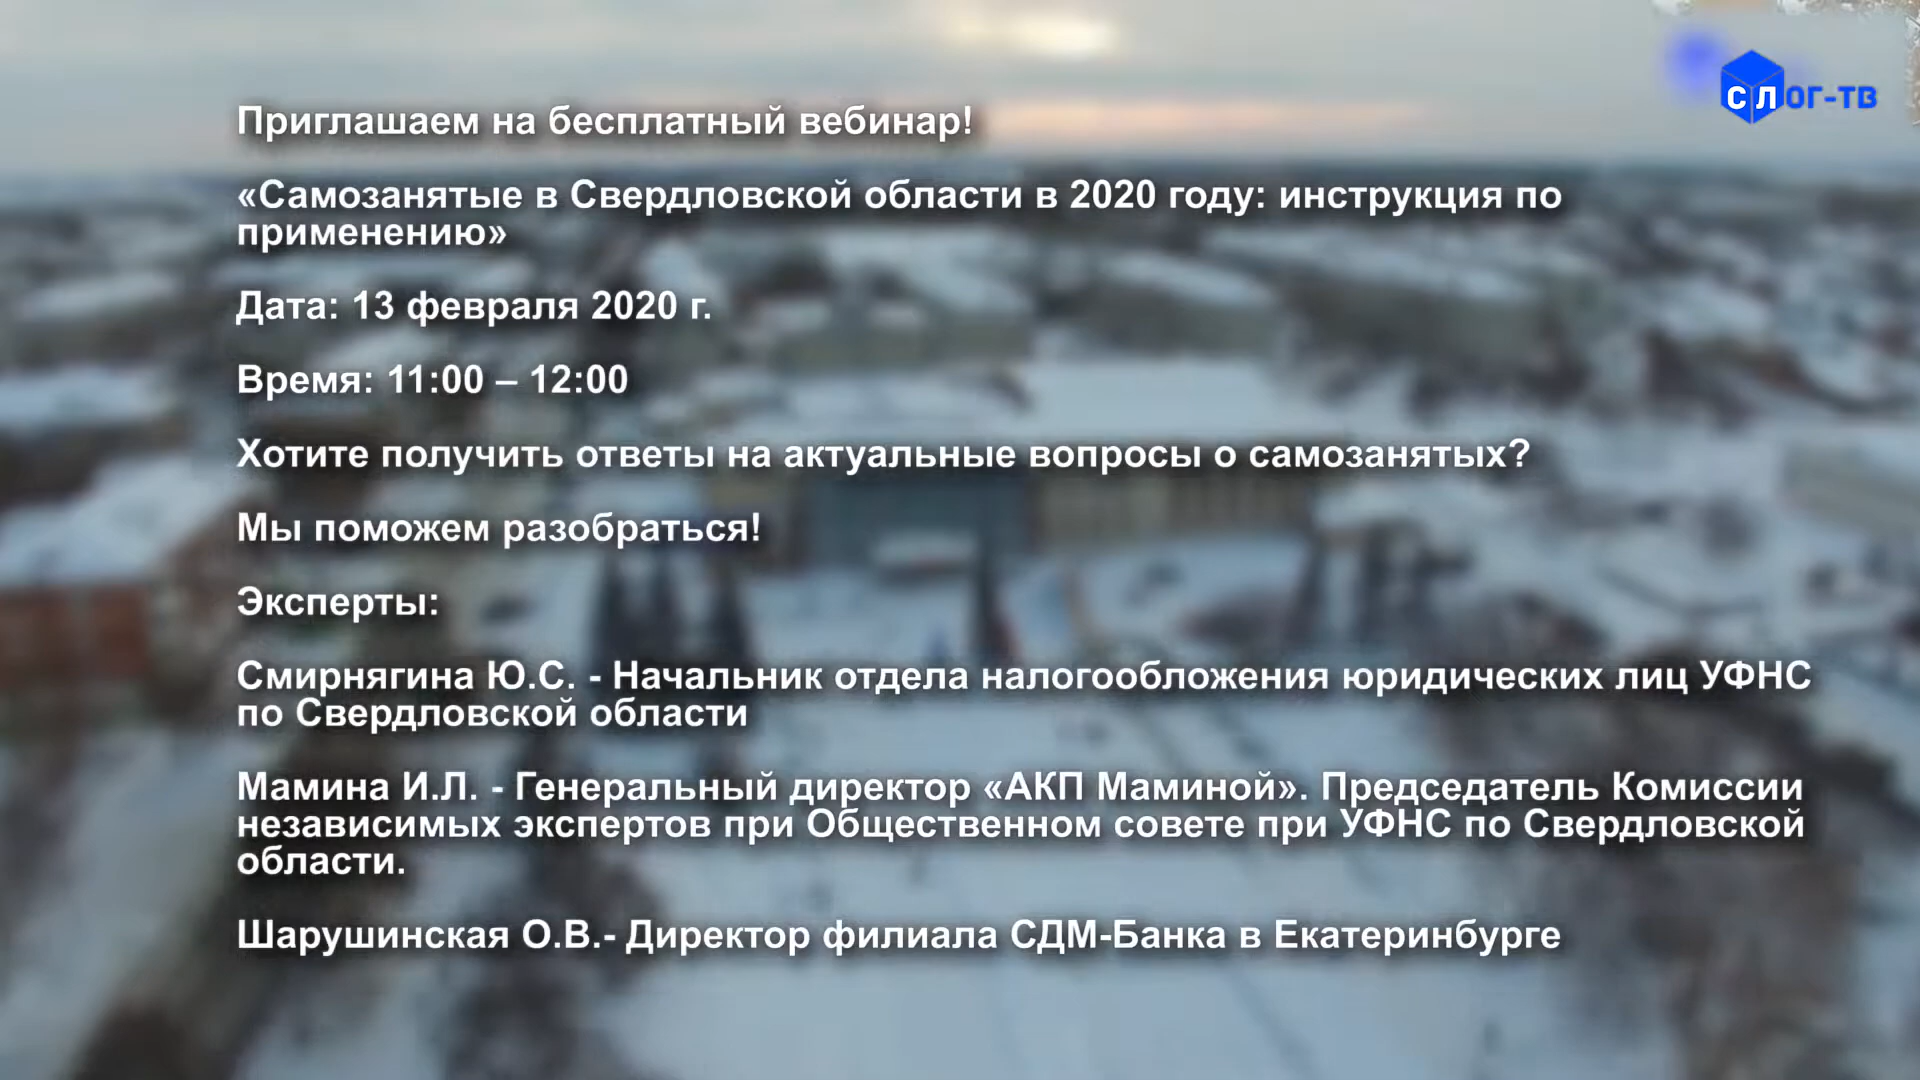 СЛОГ-ТВ
Приглашаем на бесплатный вебинар!
«Самозанятые в Свердловской области в 2020 году: инструкция по
применению»
Дата: 13 февраля 2020 г.
Время: 11:00 – 12:00
Хотите получить ответы на актуальные вопросы о самозанятых?
Мы поможем разобраться!
Эксперты:
Смирнягина Ю.С. - Начальник отдела налогообложения юридических лиц УФНС
по Свердловской области
Мамина И.Л. - Генеральный директор «АКП Маминой». Председатель Комиссии
независимых экспертов при Общественном совете при УФНС по Свердловской
области.
Шарушинская О.В.- Директор филиала СДМ-Банка в Екатеринбурге